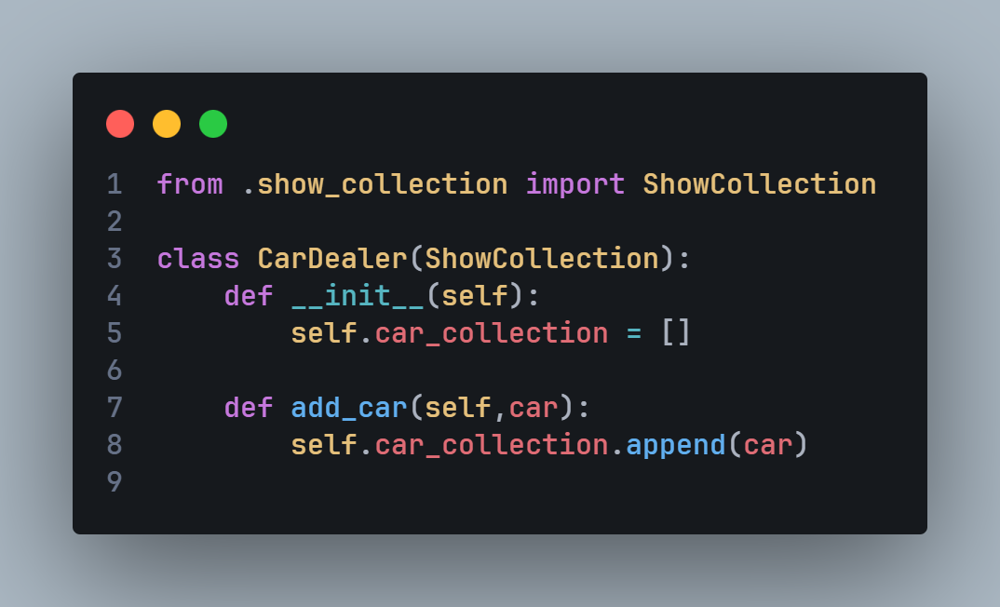 1 from .show_collection import ShowCollection
2
3 class CarDealer(ShowCollection):
4     def __init__(self):
5         self.car_collection = []
6
7     def add_car(self,car):
8         self.car_collection.append(car)
9